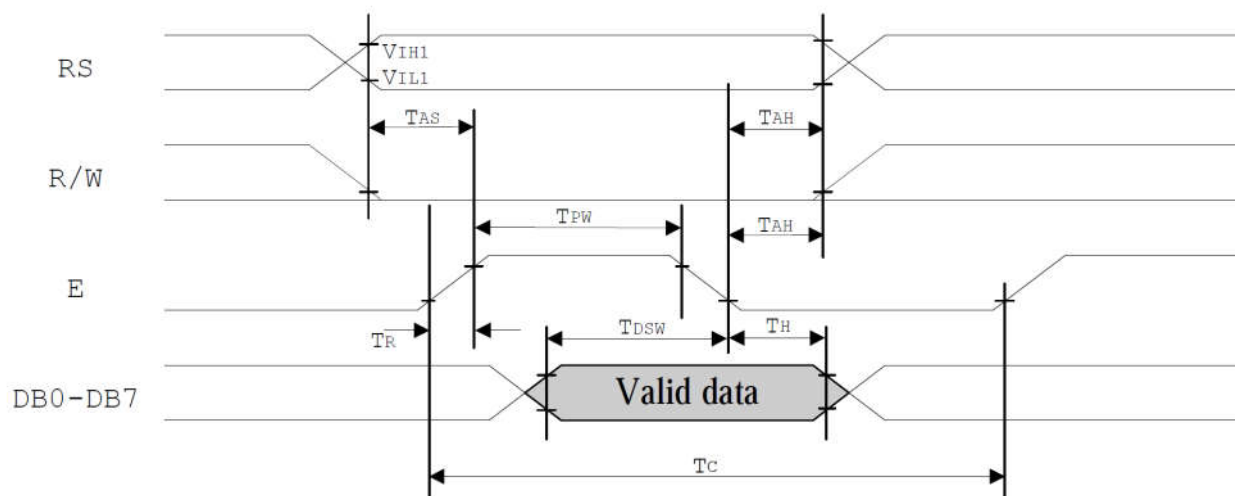 RS
VIH1
VIL1
TAS
TAH
R/W
TPW
TAH
E
TR
TDSW
TH
DB0-DB7
Valid data
TC